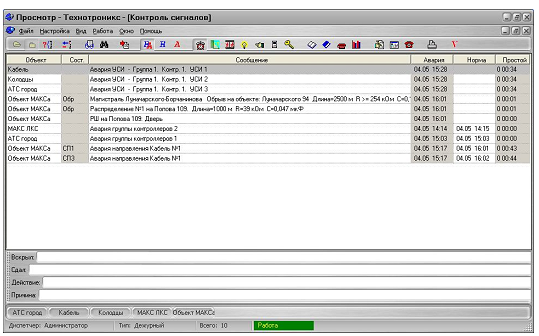 Просмотр - Технотроникс - [Контроль сигналов]
Файл Настройка Вид Работа Окно Помощь
Объект Сост. Сообщение Авария Норма Простой
Кабель Авария УСИ - Группа 1. Контр. 1. УСИ 1 04.05 15:28 0 00:34
Колодцы Авария УСИ - Группа 1. Контр. 1. УСИ 2 04.05 15:28 0 00:34
АТС город Авария УСИ - Группа 1. Контр. 1. УСИ 3 04.05 15:28 0 00:34
Объект МАКСа Обр Магистраль Луначарского-Борчанинова Обрыв на объекте: Луначарского 94 Длина=2500 м R >= 254 кОм C=0, 04.05 16:01 0 00:01
Объект МАКСа Обр Распределение №1 на Попова 109. Длина=1000 м R=39 кОм C=0,047 мкФ 04.05 16:01 0 00:01
Объект МАКСа РШ на Попова 109. Дверь 04.05 16:01 0 00:00
МАКС ЛКС Авария группы контроллеров 2 04.05 14:14 04.05 14:15 0 00:00
АТС город Авария группы контроллеров 1 04.05 15:03 04.05 15:03 0 00:00
Объект МАКСа СП1 Авария направления Кабель №1 04.05 15:17 04.05 16:01 0 00:43
Объект МАКСа СП3 Авария направления Кабель №1 04.05 15:17 04.05 16:02 0 00:44
Вскрыл:
Сдал:
Действие:
Причина:
АТС город Кабель Колодцы МАКС ЛКС Объект МАКСа
Диспетчер: Администратор Тип: Дежурный Всего: 10 Работа